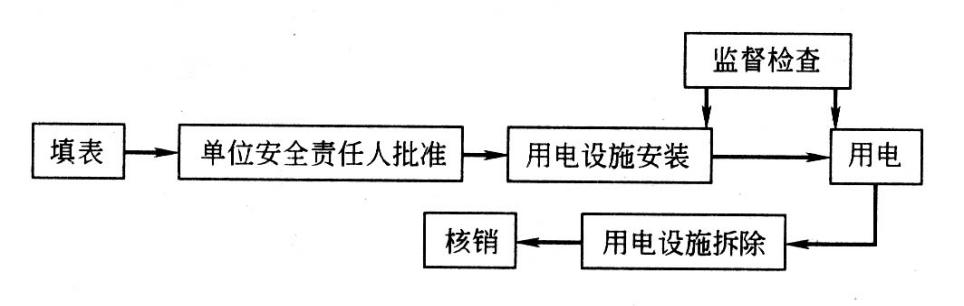 监督检查
填表
单位安全责任人批准
用电设施安装
用电
核销
用电设施拆除